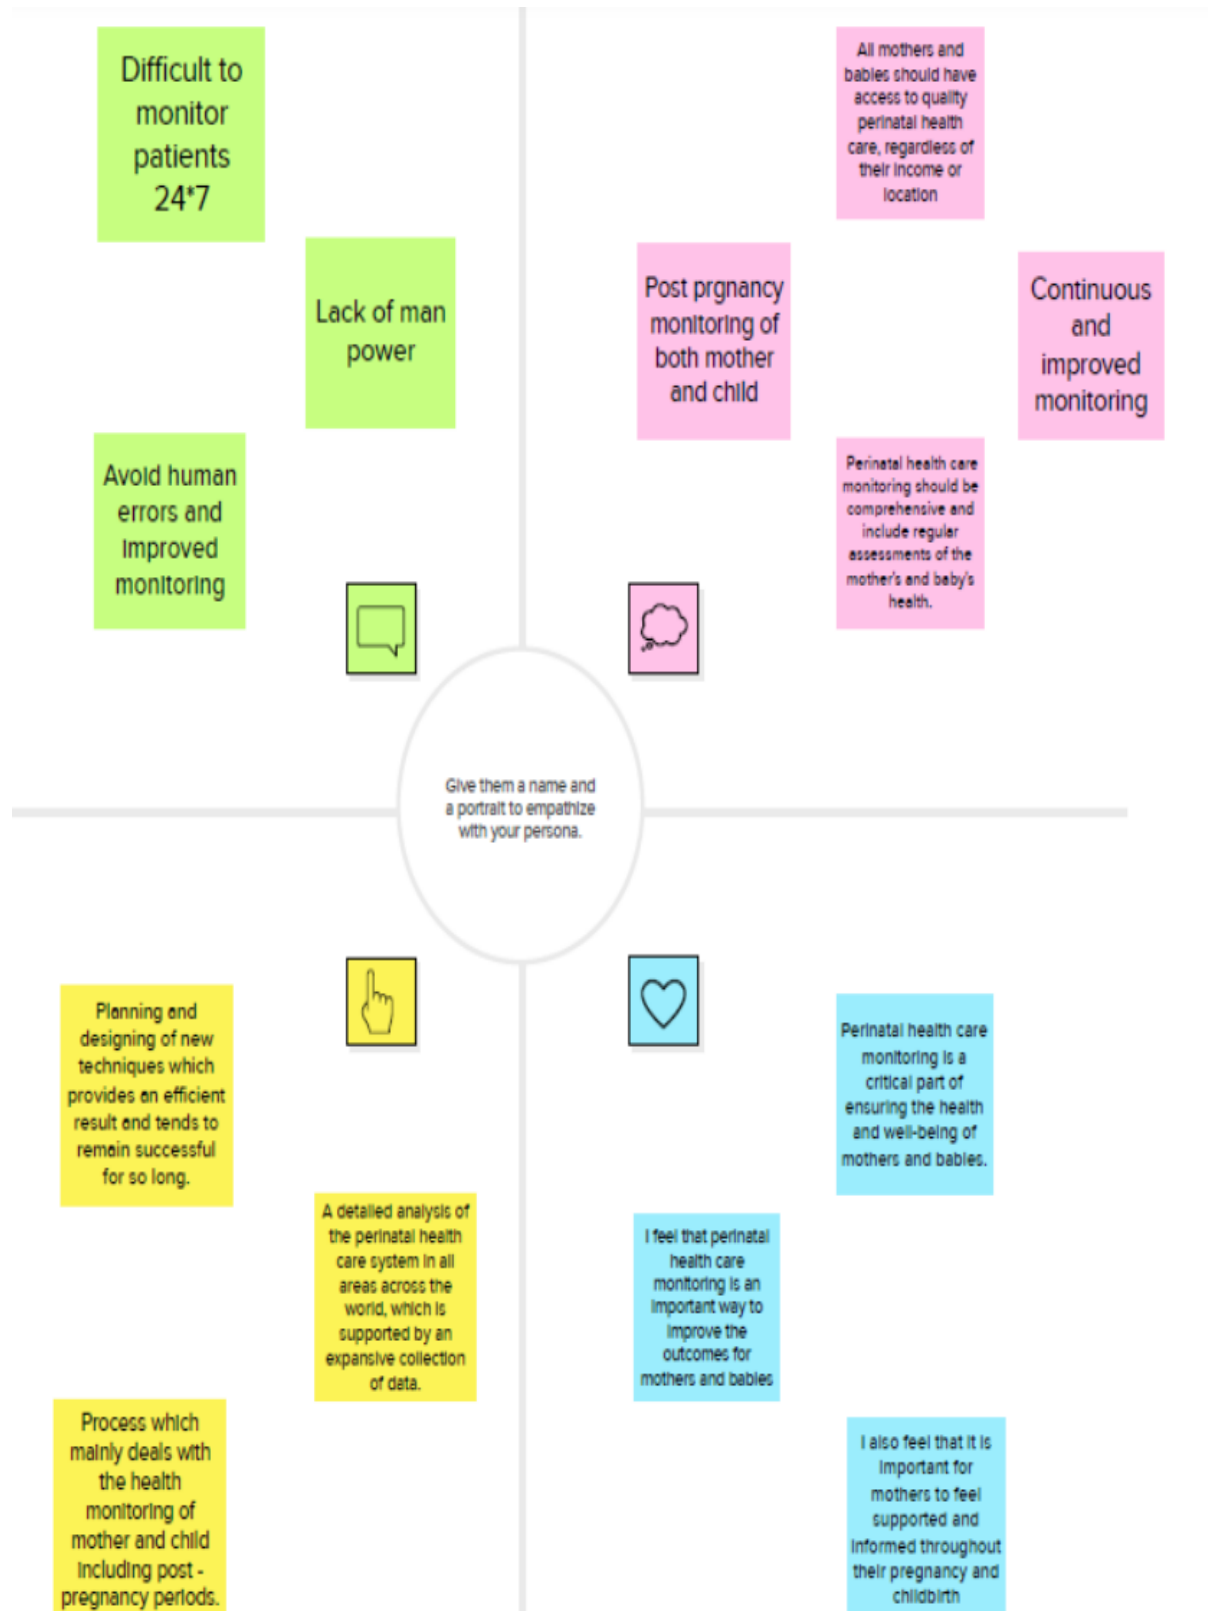 Difficult to
monitor
patients
24*7
Lack of man
power
Avoid human
errors and
improved
monitoring
All mothers and
babies should have
access to quality
perinatal health
care, regardless of
their income or
location
Post prgnancy
monitoring of
both mother
and child
Continuous
and
improved
monitoring
Perinatal health care
monitoring should be
comprehensive and
include regular
assessments of the
mother's and baby's
health.
Give them a name and
a portrait to empathize
with your persona.
Planning and
designing of new
techniques which
provides an efficient
result and tends to
remain successful
for so long.
A detailed analysis of
the perinatal health
care system in all
areas across the
world, which is
supported by an
expansive collection
of data.
Process which
mainly deals with
the health
monitoring of
mother and child
including post -
pregnancy periods.
Perinatal health care
monitoring is a
critical part of
ensuring the health
and well-being of
mothers and babies.
I feel that perinatal
health care
monitoring is an
important way to
improve the
outcomes for
mothers and babies
I also feel that it is
important for
mothers to feel
supported and
informed throughout
their pregnancy and
childbirth